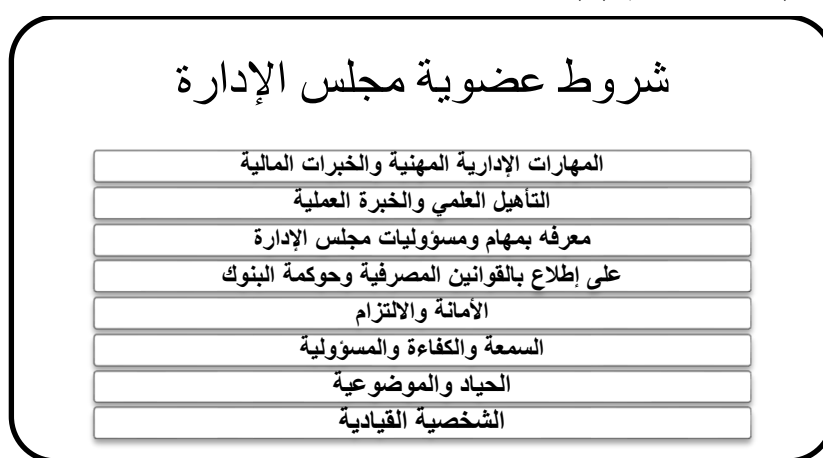 شروط عضوية مجلس الإدارة
المهارات الإدارية المهنية والخبرات المالية
التأهيل العلمي والخبرة العملية
معرفه بمهام ومسؤوليات مجلس الإدارة
على إطلاع بالقوانين المصرفية وحوكمة البنوك
الأمانة والالتزام
السمعة والكفاءة والمسؤولية
الحياد والموضوعية
الشخصية القيادية